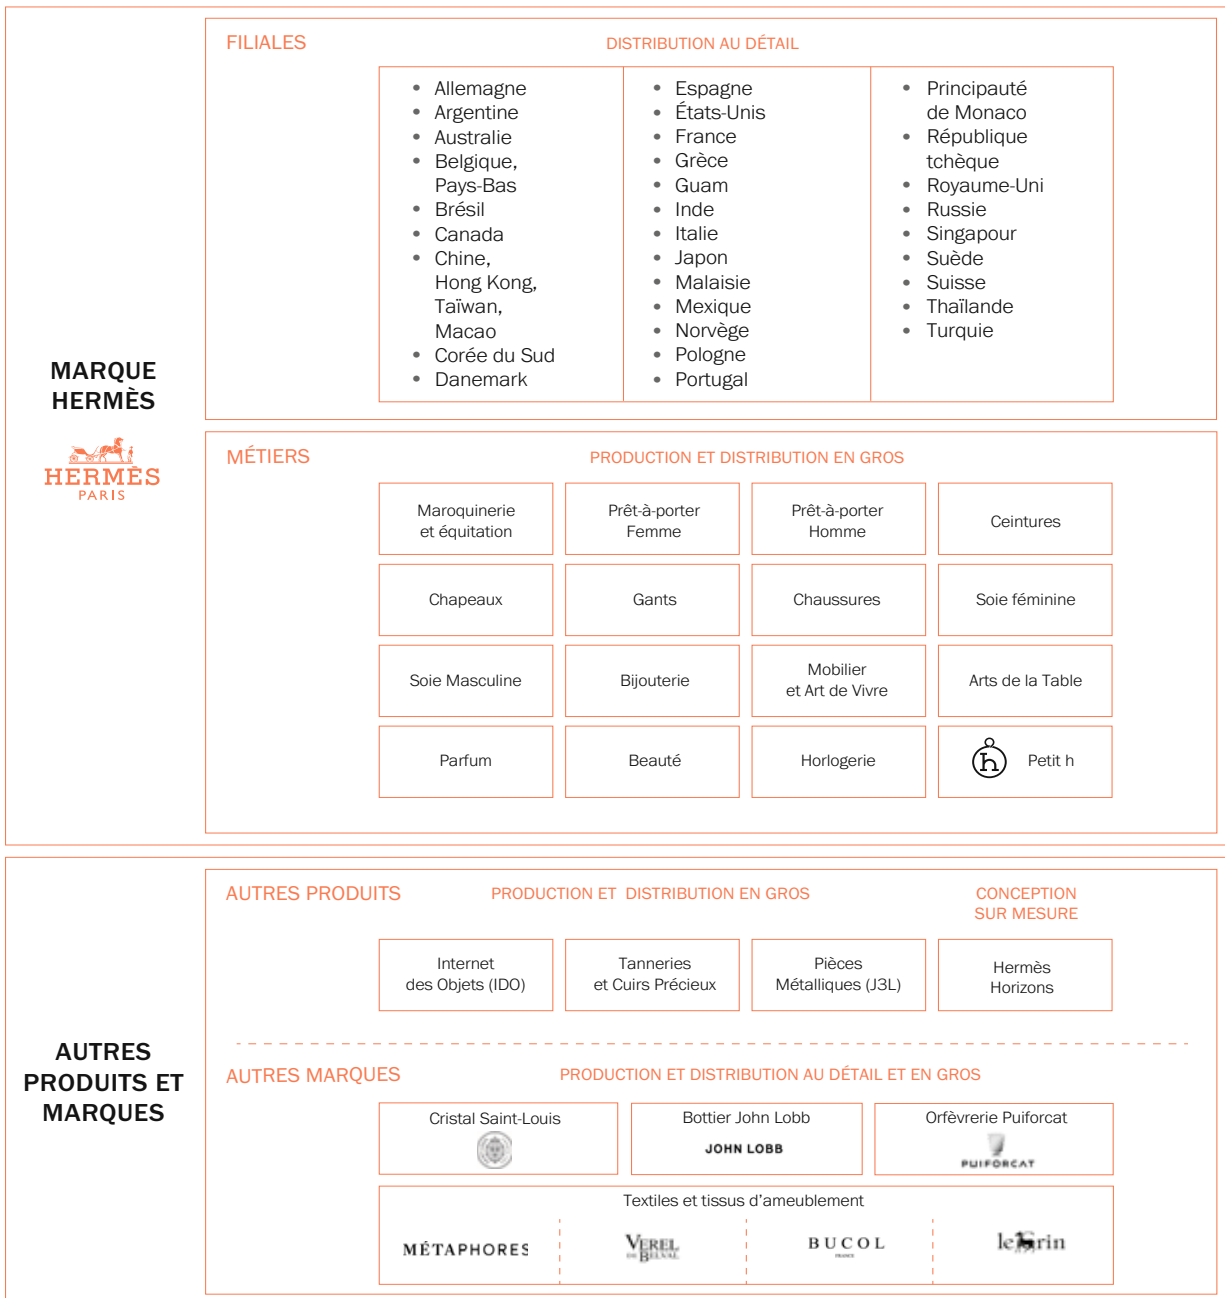 MARQUE
HERMÈS
HERMÈS
PARIS
FILIALES
DISTRIBUTION AU DÉTAIL
• Allemagne
• Argentine
• Australie
• Belgique,
Pays-Bas
• Brésil
• Canada
• Chine,
Hong Kong,
Taïwan,
Macao
• Corée du Sud
• Danemark
• Espagne
• États-Unis
• France
• Grèce
• Guam
• Inde
• Italie
• Japon
• Malaisie
• Mexique
• Norvège
• Pologne
• Portugal
• Principauté
de Monaco
• République
tchèque
• Royaume-Uni
• Russie
• Singapour
• Suède
• Suisse
• Thaïlande
• Turquie
MÉTIERS
PRODUCTION ET DISTRIBUTION EN GROS
Maroquinerie
et équitation
Prêt-à-porter
Femme
Prêt-à-porter
Homme
Ceintures
Chapeaux
Gants
Chaussures
Soie féminine
Soie Masculine
Bijouterie
Mobilier
et Art de Vivre
Arts de la Table
Parfum
Beauté
Horlogerie
h Petit h
AUTRES
PRODUITS ET
MARQUES
AUTRES PRODUITS
PRODUCTION ET DISTRIBUTION EN GROS
CONCEPTION
SUR MESURE
Internet
des Objets (IDO)
Tanneries
et Cuirs Précieux
Pièces
Métalliques (J3L)
Hermès
Horizons
AUTRES MARQUES
PRODUCTION ET DISTRIBUTION AU DÉTAIL ET EN GROS
Cristal Saint-Louis
Bottier John Lobb
JOHN LOBB
Orfèvrerie Puiforcat
PUIFORCAT
Textiles et tissus d'ameublement
MÉTAPHORES
VEREL
DE BELVAL
BUCOL
FRANCE
le crin